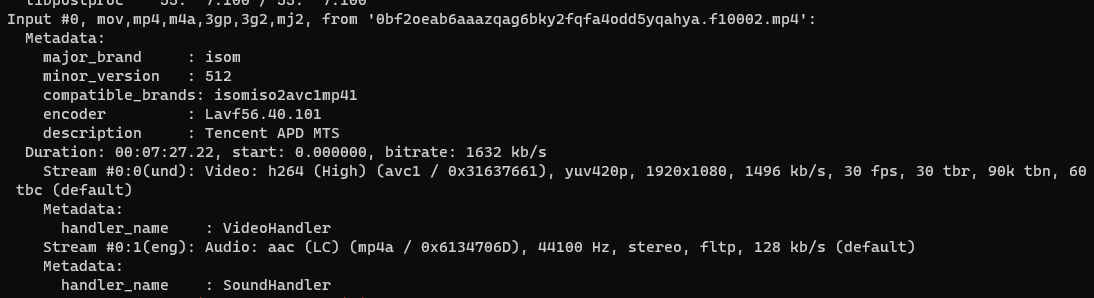 libpostproc 55. 7.100 / 55. 7.100
Input #0, mov,mp4,m4a,3gp,3g2,mj2, from '0bf2oeab6aaazqag6bky2fqfa4odd5yqahya.f10002.mp4':
Metadata:
major_brand : isom
minor_version : 512
compatible_brands: isomiso2avc1mp41
encoder : Lavf56.40.101
description : Tencent APD MTS
Duration: 00:07:27.22, start: 0.000000, bitrate: 1632 kb/s
Stream #0:0(und): Video: h264 (High) (avc1 / 0x31637661), yuv420p, 1920x1080, 1496 kb/s, 30 fps, 30 tbr, 90k tbn, 60
tbc (default)
Metadata:
handler_name : VideoHandler
Stream #0:1(eng): Audio: aac (LC) (mp4a / 0x6134706D), 44100 Hz, stereo, fltp, 128 kb/s (default)
Metadata:
handler_name : SoundHandler